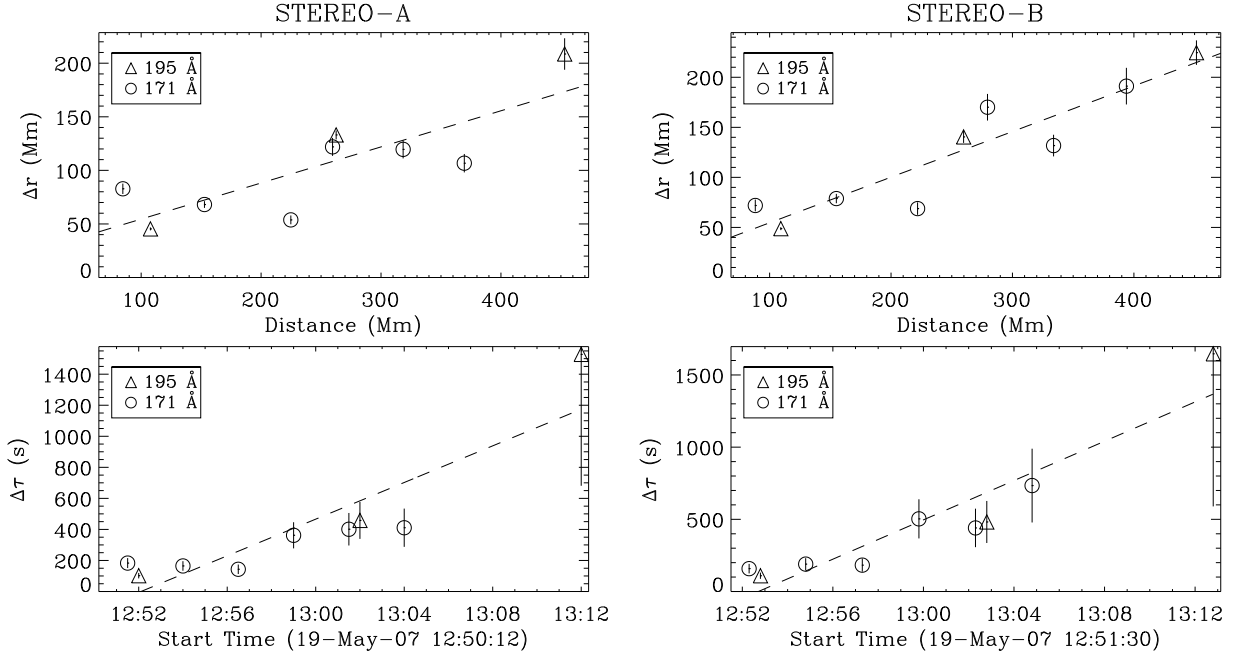 STEREO−A
STEREO−B
△ 195 Å
○ 171 Å
△ 195 Å
○ 171 Å
Δr (Mm)
200
150
100
50
0
Δr (Mm)
200
150
100
50
0
100 200 300 400
100 200 300 400
Distance (Mm)
Distance (Mm)
△ 195 Å
○ 171 Å
△ 195 Å
○ 171 Å
Δτ (s)
1400
1200
1000
800
600
400
200
0
Δτ (s)
1500
1000
500
0
12:52 12:56 13:00 13:04 13:08 13:12
12:52 12:56 13:00 13:04 13:08 13:12
Start Time (19−May−07 12:50:12)
Start Time (19−May−07 12:51:30)